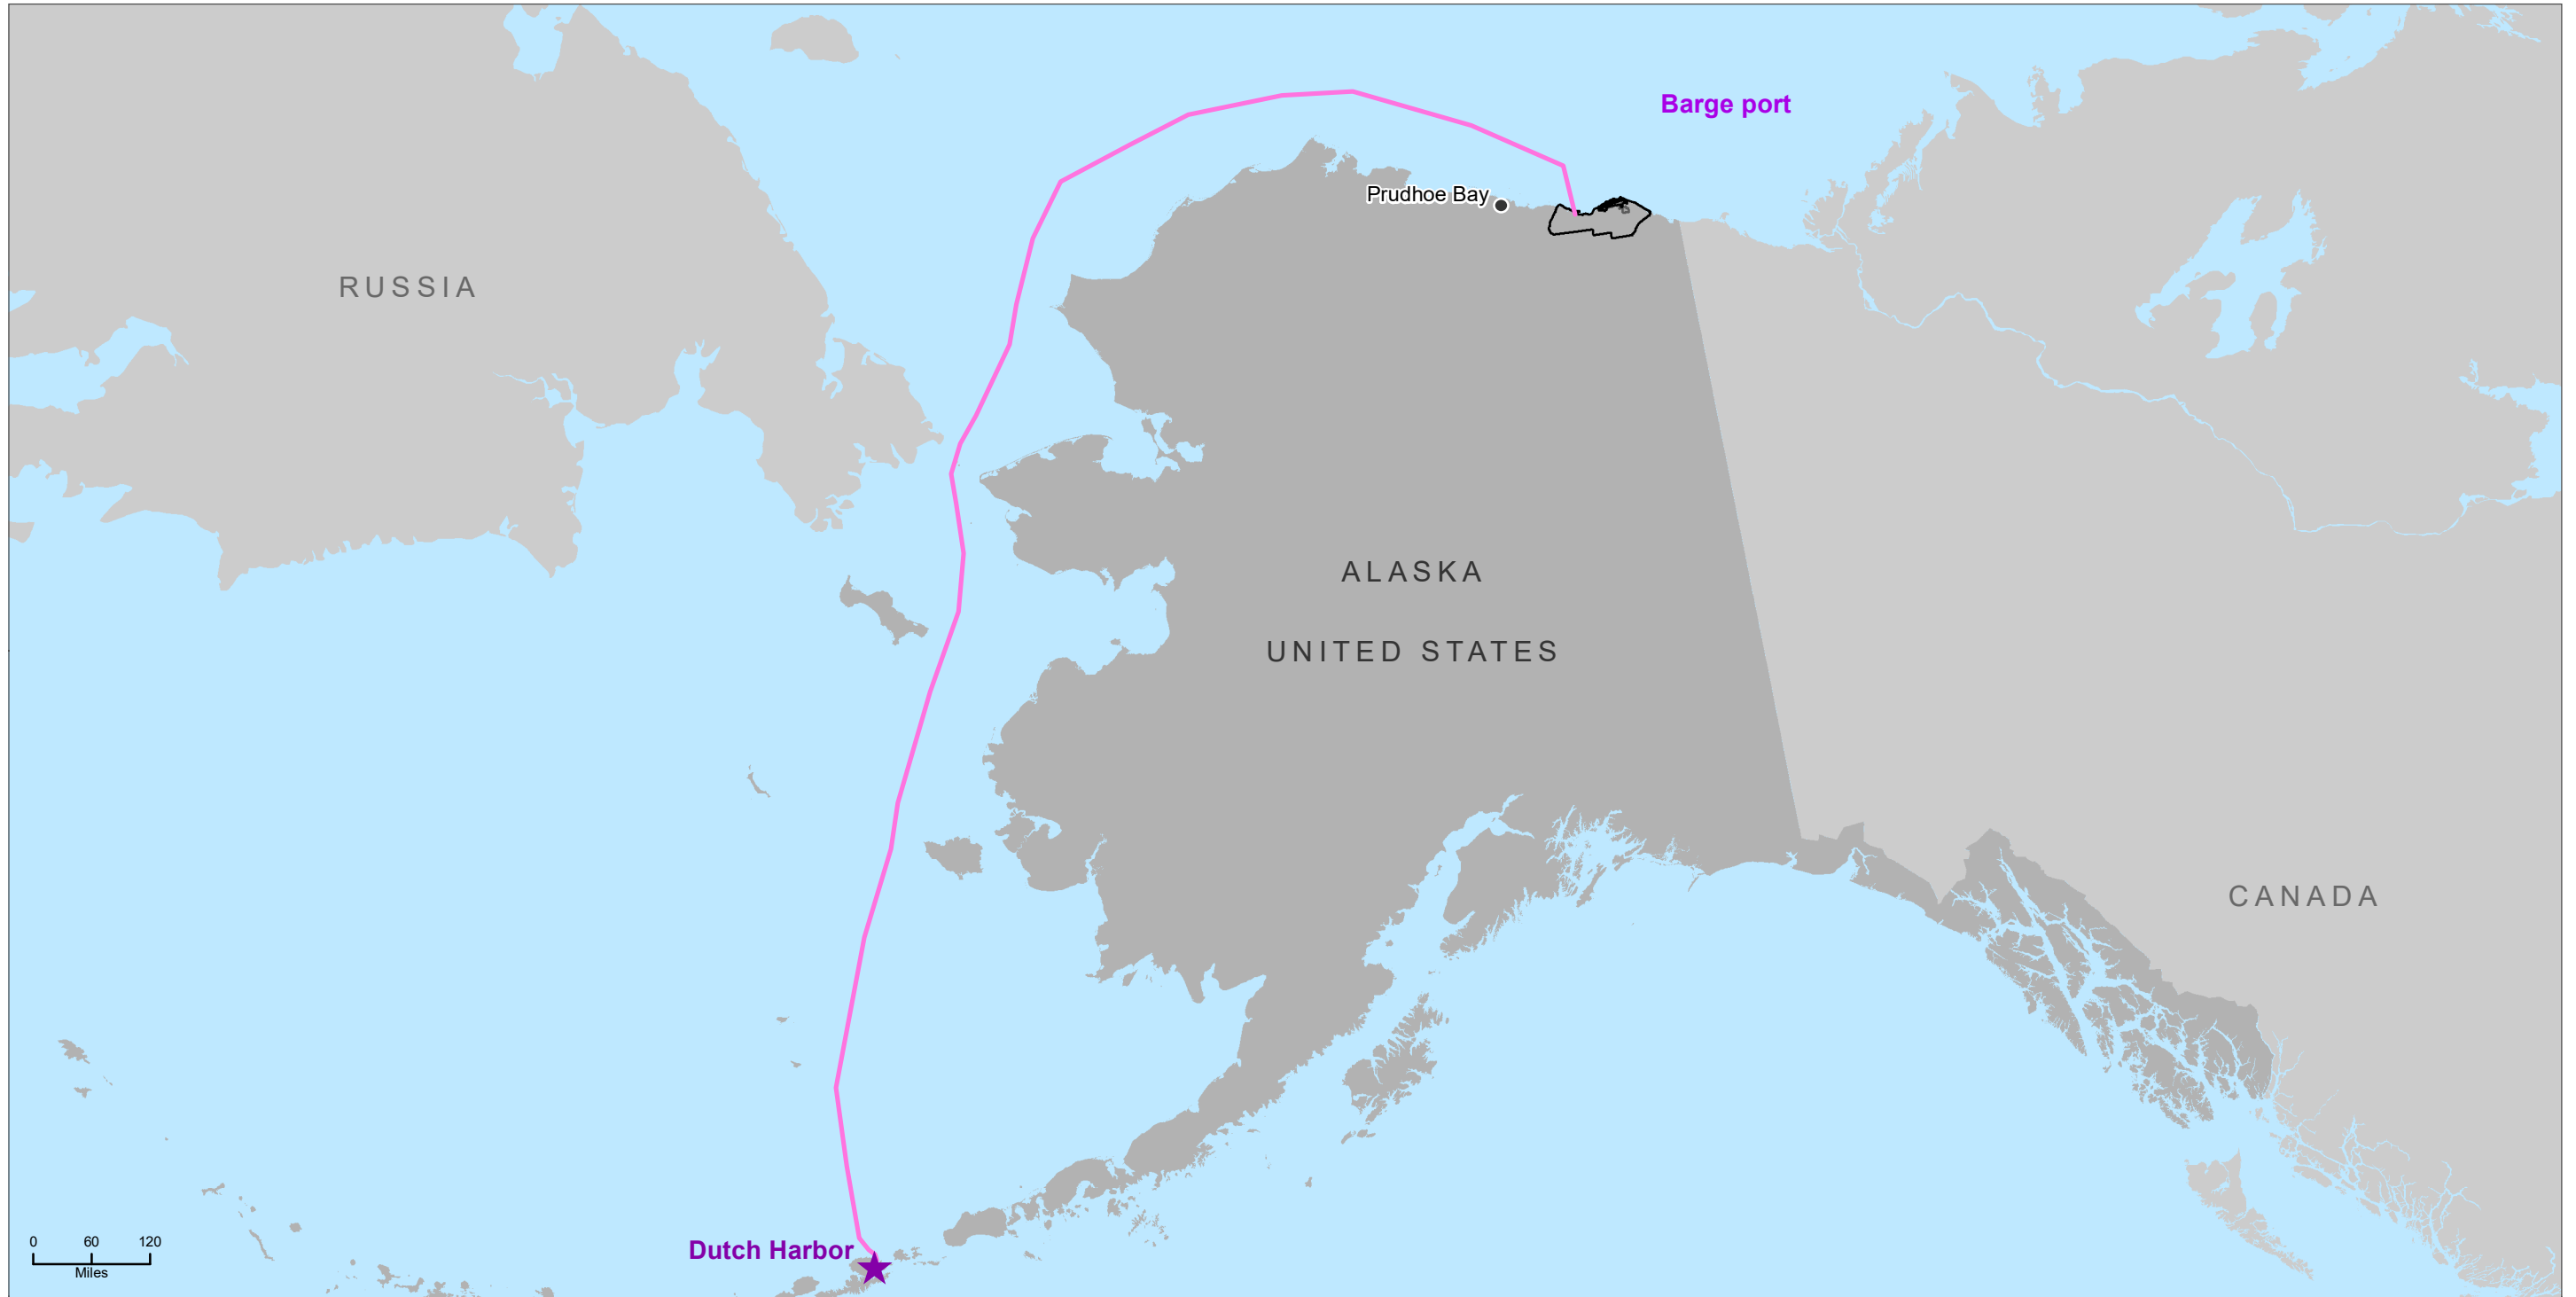 Barge port
Prudhoe Bay
RUSSIA
ALASKA
UNITED STATES
CANADA
Dutch Harbor
0 60 120
Miles